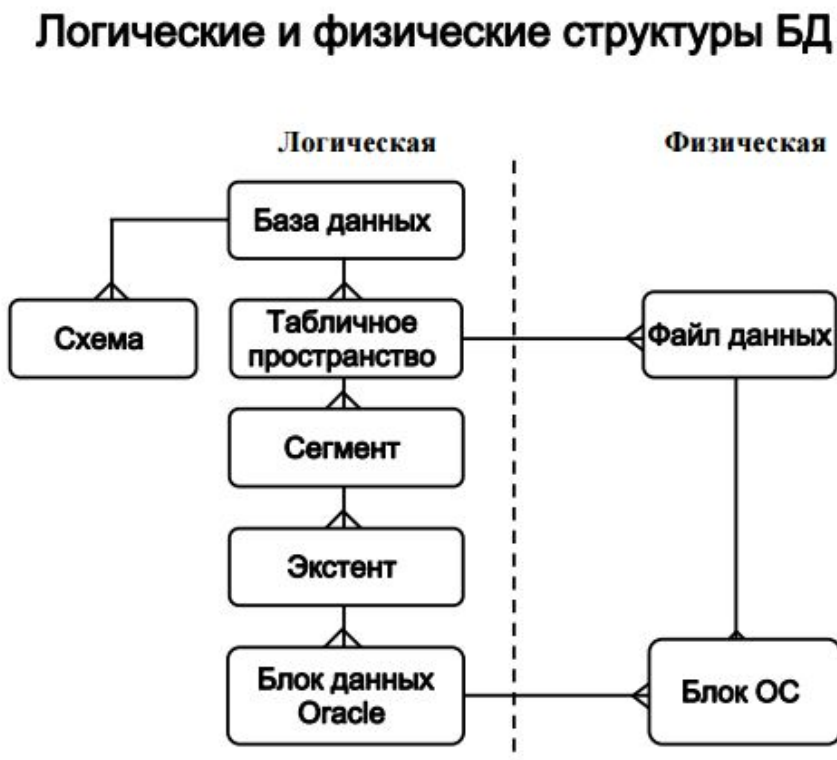 Логические и физические структуры БД
Логическая
Физическая
База данных
Схема
Табличное
пространство
Файл данных
Сегмент
Экстент
Блок данных
Oracle
Блок ОС